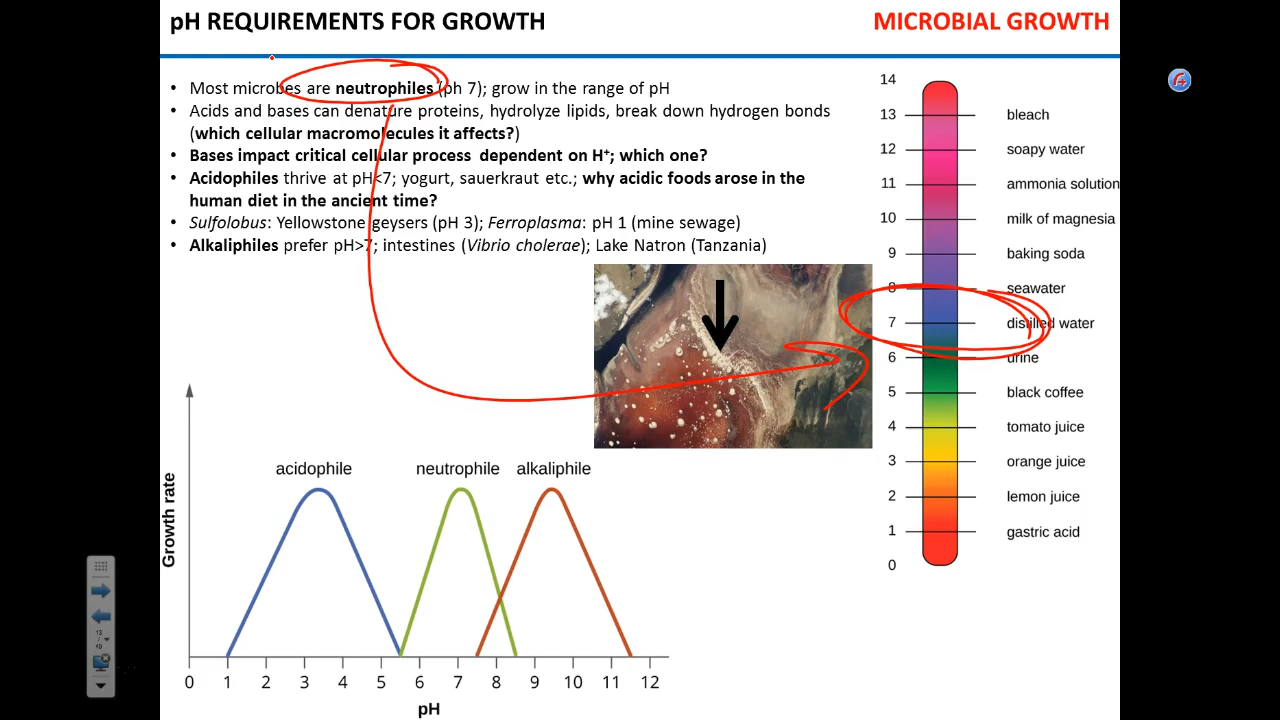 pH REQUIREMENTS FOR GROWTH
MICROBIAL GROWTH
• Most microbes are neutrophiles (ph 7); grow in the range of pH
• Acids and bases can denature proteins, hydrolyze lipids, break down hydrogen bonds
(which cellular macromolecules it affects?)
• Bases impact critical cellular process dependent on H⁺; which one?
• Acidophiles thrive at pH<7; yogurt, sauerkraut etc.; why acidic foods arose in the
human diet in the ancient time?
• Sulfolobus: Yellowstone geysers (pH 3); Ferroplasma: pH 1 (mine sewage)
• Alkaliphiles prefer pH>7; intestines (Vibrio cholerae); Lake Natron (Tanzania)
14
13 bleach
12 soapy water
11 ammonia solution
10 milk of magnesia
9 baking soda
8 seawater
7 distilled water
6 urine
5 black coffee
4 tomato juice
3 orange juice
2 lemon juice
1 gastric acid
0
acidophile neutrophile alkaliphile
Growth rate
0 1 2 3 4 5 6 7 8 9 10 11 12
pH